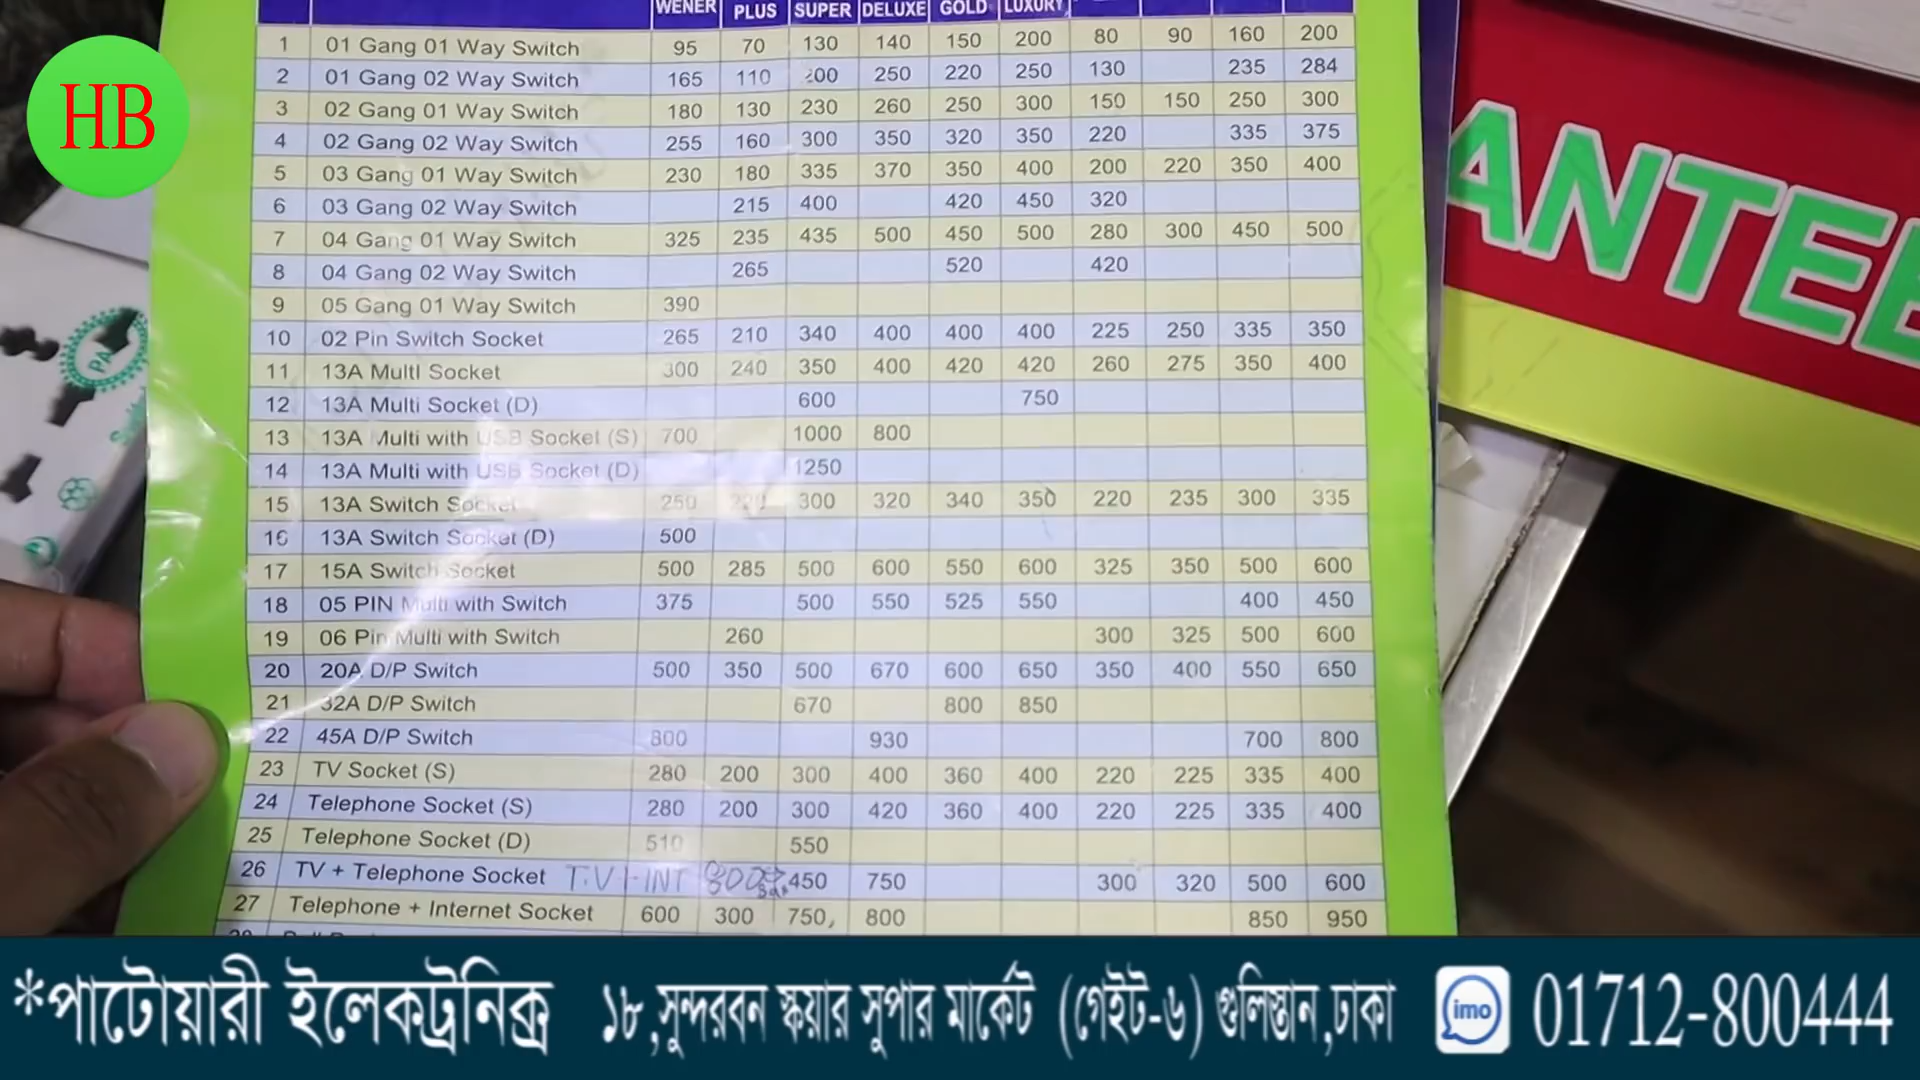 HB
WENER PLUS SUPER DELUXE GOLD LUXURY
1 01 Gang 01 Way Switch 95 70 130 140 150 200 80 90 160 200
2 01 Gang 02 Way Switch 165 110 200 250 220 250 130 235 284
3 02 Gang 01 Way Switch 180 130 230 260 250 300 150 150 250 300
4 02 Gang 02 Way Switch 255 160 300 350 320 350 220 335 375
5 03 Gang 01 Way Switch 230 180 335 370 350 400 200 220 350 400
6 03 Gang 02 Way Switch 215 400 420 450 320
7 04 Gang 01 Way Switch 325 235 435 500 450 500 280 300 450 500
8 04 Gang 02 Way Switch 265 520 420
9 05 Gang 01 Way Switch 390
10 02 Pin Switch Socket 265 210 340 400 400 400 225 250 335 350
11 13A Multi Socket 300 240 350 400 420 420 260 275 350 400
12 13A Multi Socket (D) 600 750
13 13A Multi with USB Socket (S) 700 1000 800
14 13A Multi with USB Socket (D) 1250
15 13A Switch Socket 250 300 320 340 350 220 235 300 335
16 13A Switch Socket (D) 500
17 15A Switch Socket 500 285 500 600 550 600 325 350 500 600
18 05 PIN Multi with Switch 375 500 550 525 550 400 450
19 06 Pin Multi with Switch 260 300 325 500 600
20 20A D/P Switch 500 350 500 670 600 650 350 400 550 650
21 32A D/P Switch 670 800 850
22 45A D/P Switch 800 930 700 800
23 TV Socket (S) 280 200 300 400 360 400 220 225 335 400
24 Telephone Socket (S) 280 200 300 420 360 400 220 225 335 400
25 Telephone Socket (D) 510 550
26 TV + Telephone Socket T.V + INT 800 450 750 300 320 500 600
27 Telephone + Internet Socket 600 300 750, 800 850 950
ANTEE
PA
*পাটোয়ারী ইলেকট্রনিক্স ১৮,সুন্দরবন স্কয়ার সুপার মার্কেট (গেইট-৬) গুলিস্তান,ঢাকা imo 01712-800444